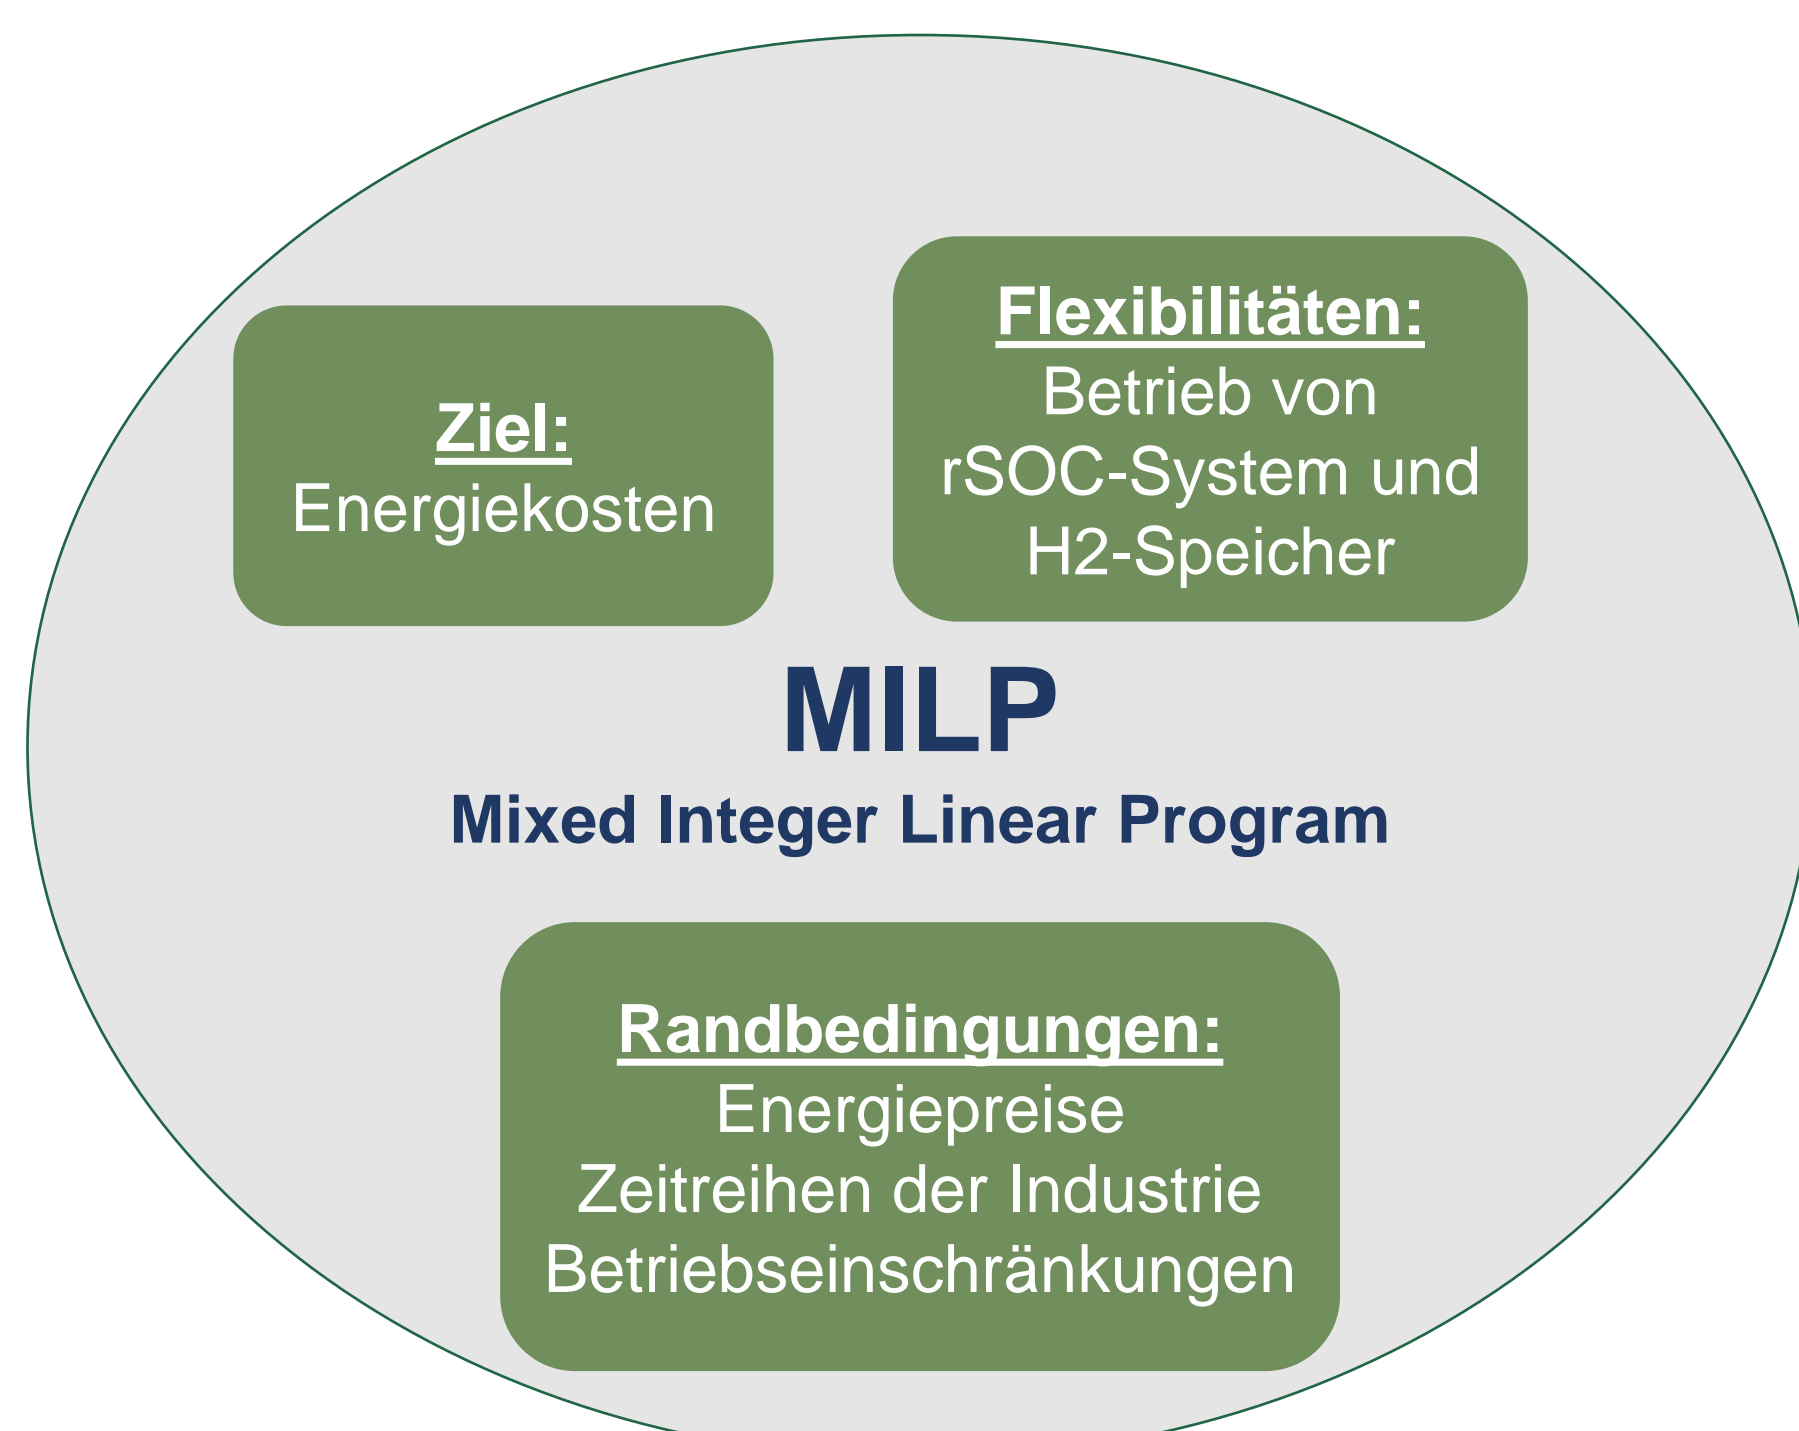 Ziel:
Energiekosten
Flexibilitäten:
Betrieb von
rSOC-System und
H2-Speicher
MILP
Mixed Integer Linear Program
Randbedingungen:
Energiepreise
Zeitreihen der Industrie
Betriebseinschränkungen